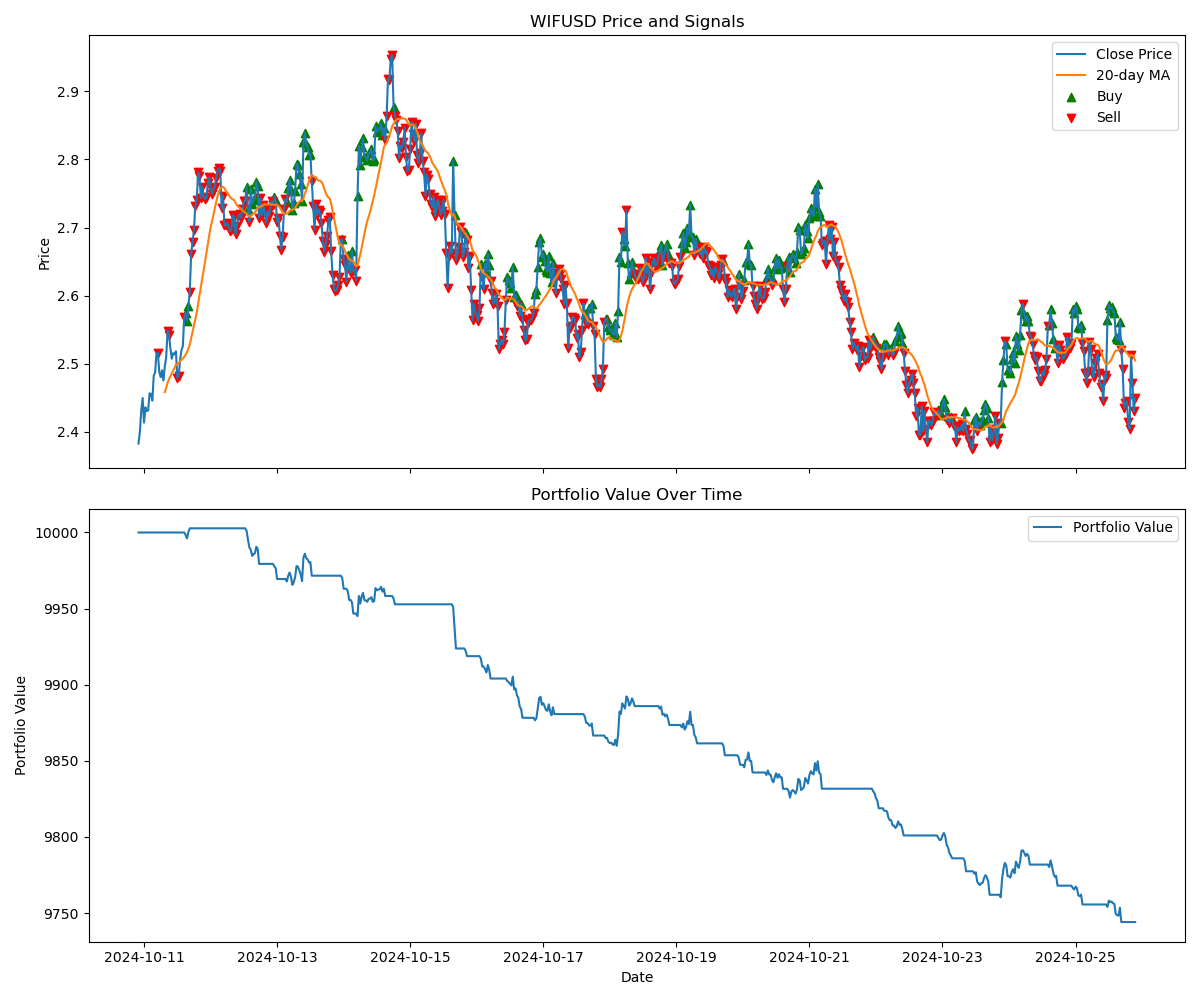 WIFUSD Price and Signals
Close Price
20-day MA
Buy
Sell
Price
2.9
2.8
2.7
2.6
2.5
2.4
Portfolio Value Over Time
Portfolio Value
Portfolio Value
10000
9950
9900
9850
9800
9750
2024-10-11 2024-10-13 2024-10-15 2024-10-17 2024-10-19 2024-10-21 2024-10-23 2024-10-25
Date